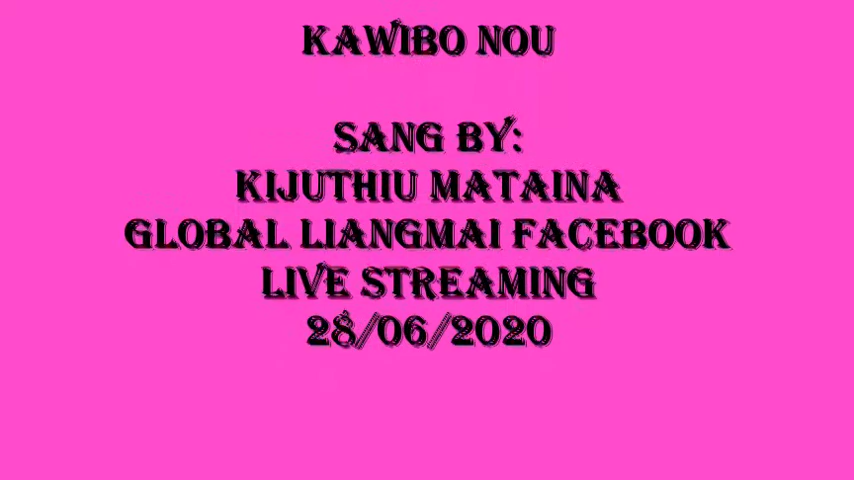 KAWIBO NOU
SANG BY:
KIJUTHIU MATAINA
GLOBAL LIANGMAI FACEBOOK
LIVE STREAMING
28/06/2020